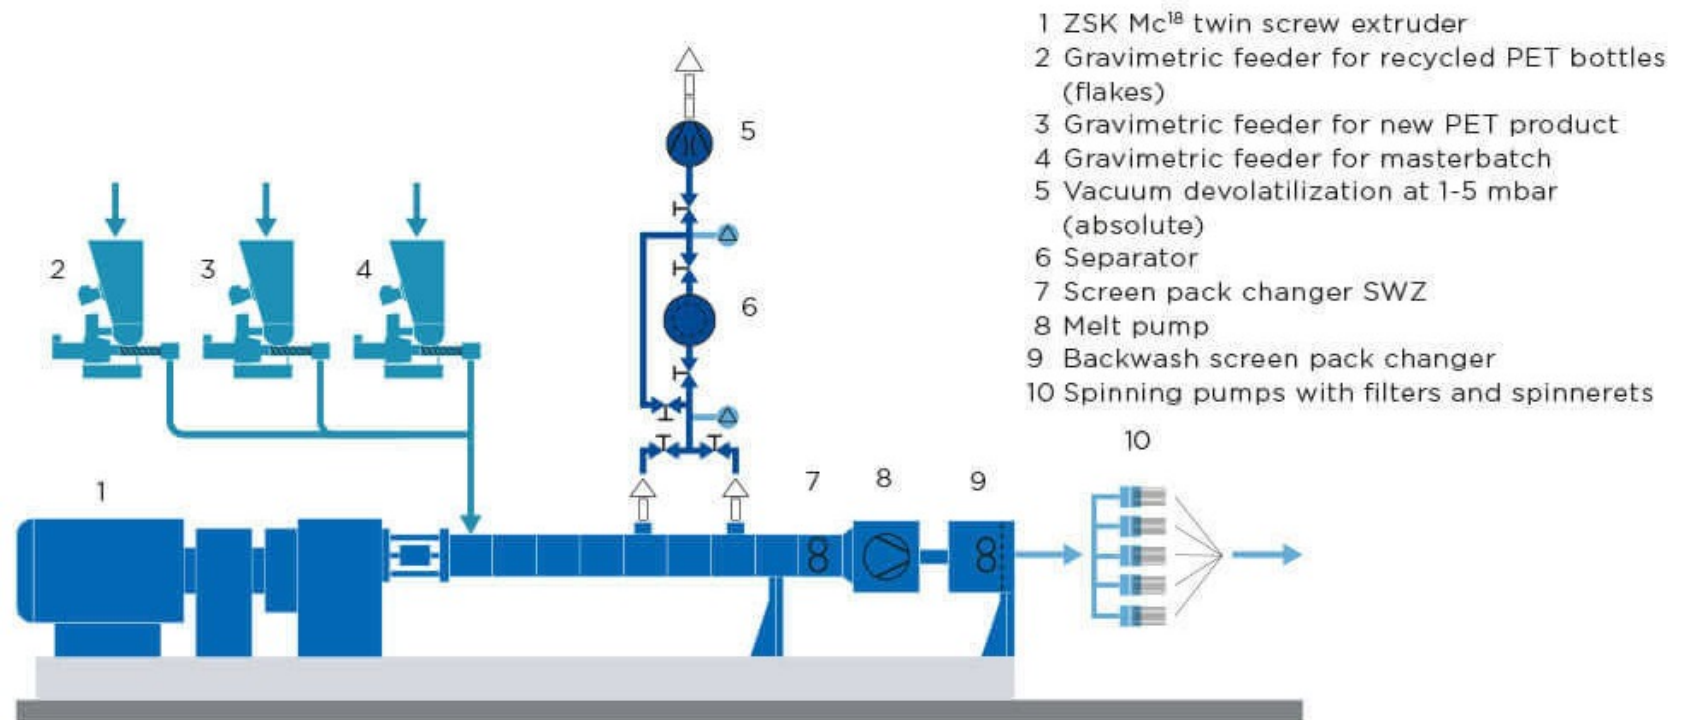 1 ZSK Mc¹⁸ twin screw extruder
2 Gravimetric feeder for recycled PET bottles
(flakes)
3 Gravimetric feeder for new PET product
4 Gravimetric feeder for masterbatch
5 Vacuum devolatilization at 1-5 mbar
(absolute)
6 Separator
7 Screen pack changer SWZ
8 Melt pump
9 Backwash screen pack changer
10 Spinning pumps with filters and spinnerets
5
2
3
4
6
10
1
7
8
9